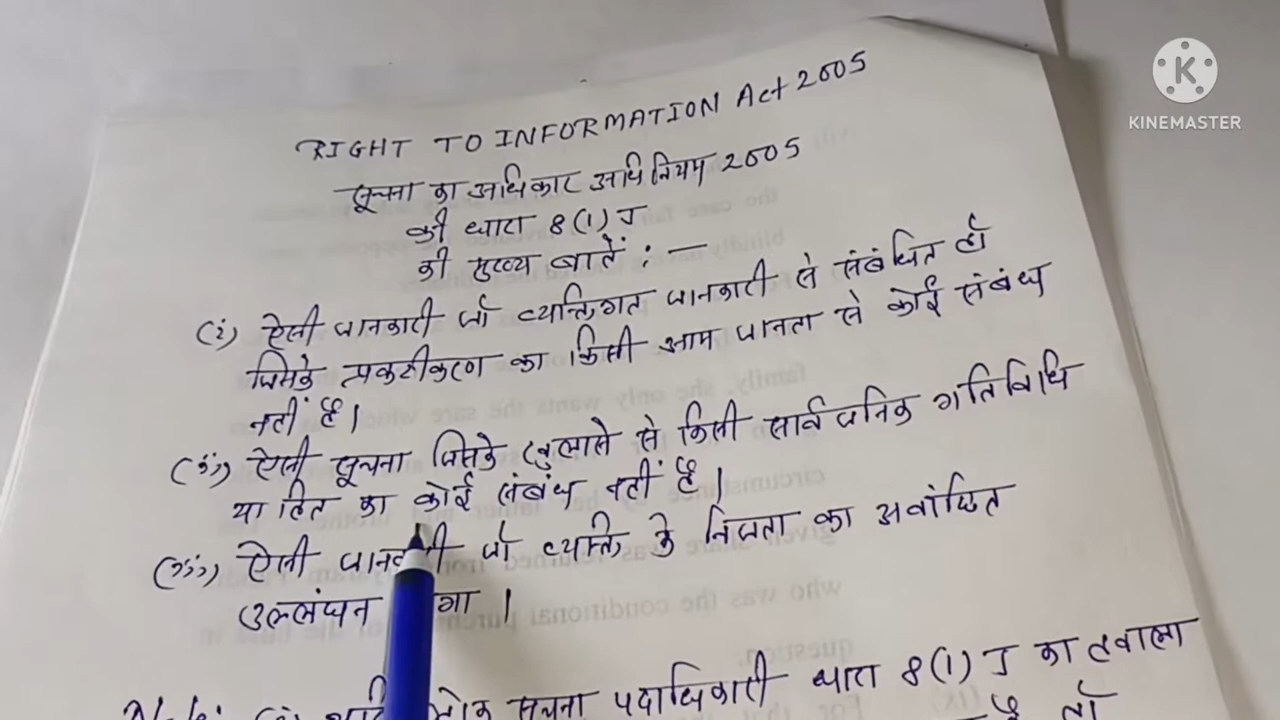 RIGHT TO INFORMATION Act 2005
सूचना का अधिकार अधिनियम 2005
की धारा 8(1) J
की मुख्य बातें :—
(i) ऐसी जानकारी जो व्यक्तिगत जानकारी से संबंधित हो
जिसके प्रकटीकरण का किसी आम जनता से कोई संबंध
नहीं है।
(ii) ऐसी सूचना जिसके खुलासे से किसी सार्वजनिक गतिविधि
या हित का कोई संबंध नहीं है।
(iii) ऐसी जो व्यक्ति के निजता का अवांछित
उल्लंघन
सूचना पदाधिकारी धारा 8(1) J का हवाला
हो
KINEMASTER